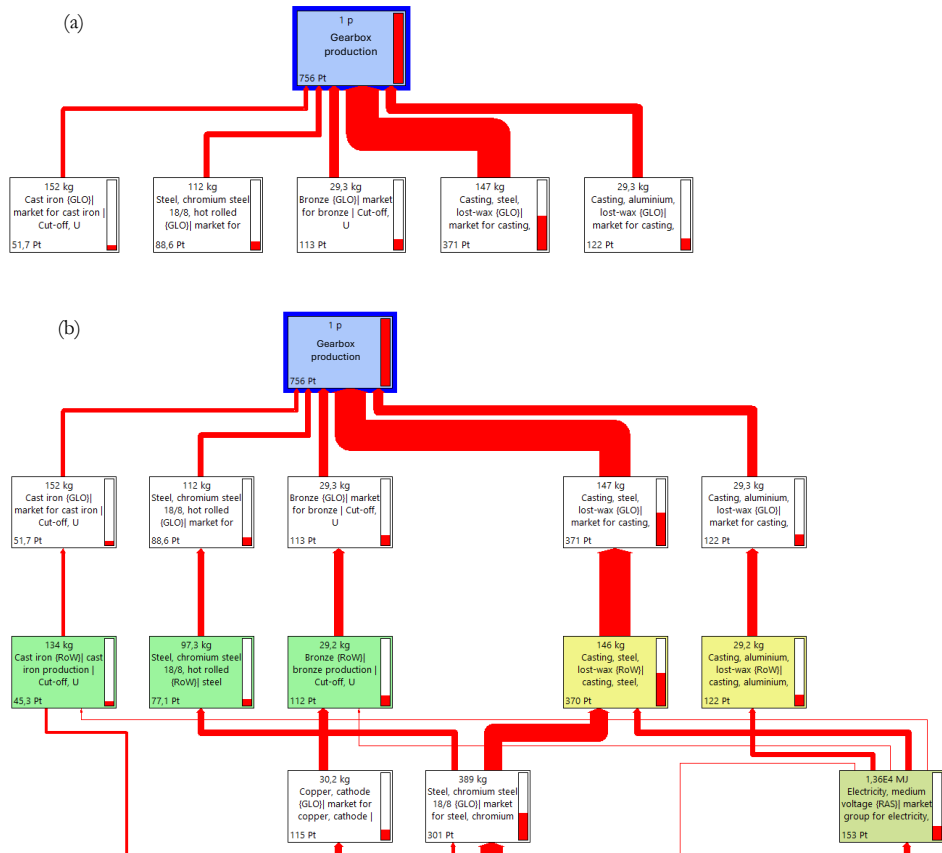 (a)
1 p
Gearbox
production
756 Pt
152 kg
Cast iron {GLO}|
market for cast iron |
Cut-off, U
51,7 Pt
112 kg
Steel, chromium steel
18/8, hot rolled
{GLO}| market for
88,6 Pt
29,3 kg
Bronze {GLO}| market
for bronze | Cut-off,
U
113 Pt
147 kg
Casting, steel,
lost-wax {GLO}|
market for casting,
371 Pt
29,3 kg
Casting, aluminium,
lost-wax {GLO}|
market for casting,
122 Pt
(b)
1 p
Gearbox
production
756 Pt
152 kg
Cast iron {GLO}|
market for cast iron |
Cut-off, U
51,7 Pt
112 kg
Steel, chromium steel
18/8, hot rolled
{GLO}| market for
88,6 Pt
29,3 kg
Bronze {GLO}| market
for bronze | Cut-off,
U
113 Pt
147 kg
Casting, steel,
lost-wax {GLO}|
market for casting,
371 Pt
29,3 kg
Casting, aluminium,
lost-wax {GLO}|
market for casting,
122 Pt
134 kg
Cast iron {RoW}| cast
iron production |
Cut-off, U
45,3 Pt
97,3 kg
Steel, chromium steel
18/8, hot rolled
{RoW}| steel
77,1 Pt
29,2 kg
Bronze {RoW}|
bronze production |
Cut-off, U
112 Pt
146 kg
Casting, steel,
lost-wax {RoW}|
casting, steel,
370 Pt
29,2 kg
Casting, aluminium,
lost-wax {RoW}|
casting, aluminium,
122 Pt
30,2 kg
Copper, cathode
{GLO}| market for
copper, cathode |
115 Pt
389 kg
Steel, chromium steel
18/8 {GLO}| market
for steel, chromium
301 Pt
1,36E4 MJ
Electricity, medium
voltage {RAS}| market
group for electricity,
153 Pt